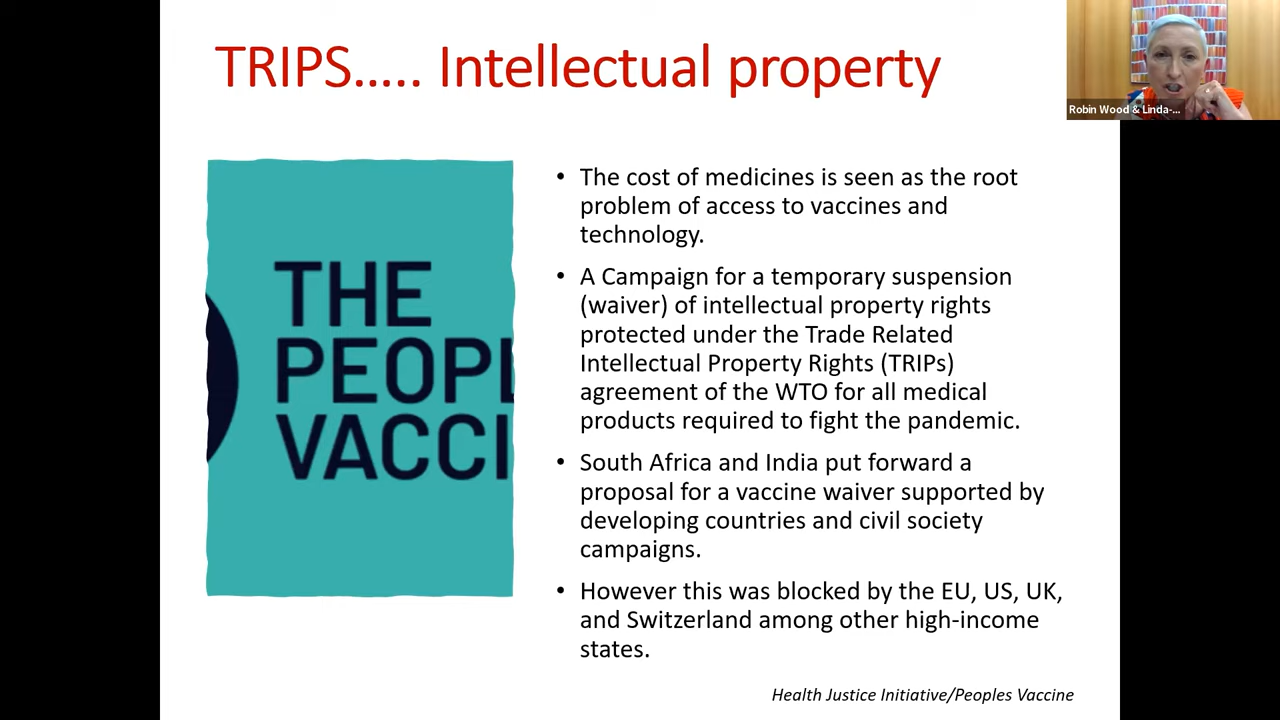 TRIPS….. Intellectual property
Robin Wood & Linda-...
THE
PEOPL
VACCI
• The cost of medicines is seen as the root
problem of access to vaccines and
technology.
• A Campaign for a temporary suspension
(waiver) of intellectual property rights
protected under the Trade Related
Intellectual Property Rights (TRIPs)
agreement of the WTO for all medical
products required to fight the pandemic.
• South Africa and India put forward a
proposal for a vaccine waiver supported by
developing countries and civil society
campaigns.
• However this was blocked by the EU, US, UK,
and Switzerland among other high-income
states.
Health Justice Initiative/Peoples Vaccine